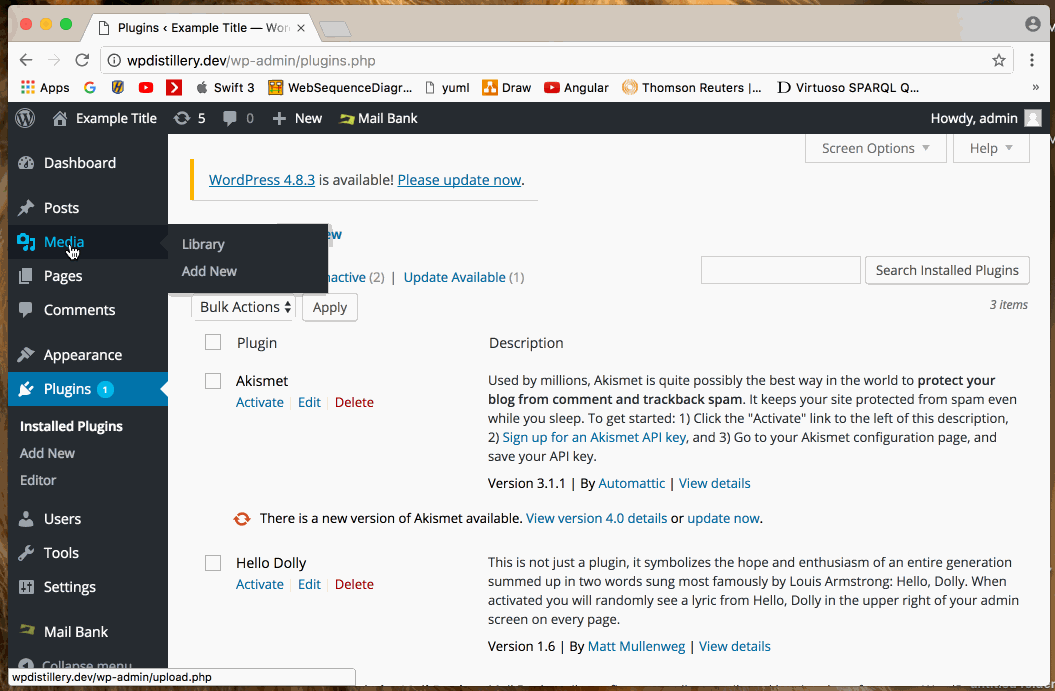 Plugins ‹ Example Title — Wor
wpdistillery.dev/wp-admin/plugins.php
Apps Swift 3 WebSequenceDiagr... yuml Draw Angular Thomson Reuters |... Virtuoso SPARQL Q... »
Example Title 5 0 New Mail Bank Howdy, admin
Screen Options Help
WordPress 4.8.3 is available! Please update now.
Dashboard
Posts
Media
Pages
Comments
Appearance
Plugins 1
Installed Plugins
Add New
Editor
Users
Tools
Settings
Mail Bank
Collapse menu
wpdistillery.dev/wp-admin/upload.php
Library
Add New
(2) | Update Available (1)
Search Installed Plugins
Bulk Actions Apply
3 items
Plugin Description
Akismet
Activate | Edit | Delete
Used by millions, Akismet is quite possibly the best way in the world to protect your
blog from comment and trackback spam. It keeps your site protected from spam even
while you sleep. To get started: 1) Click the "Activate" link to the left of this description,
2) Sign up for an Akismet API key, and 3) Go to your Akismet configuration page, and
save your API key.
Version 3.1.1 | By Automattic | View details
There is a new version of Akismet available. View version 4.0 details or update now.
Hello Dolly
Activate | Edit | Delete
This is not just a plugin, it symbolizes the hope and enthusiasm of an entire generation
summed up in two words sung most famously by Louis Armstrong: Hello, Dolly. When
activated you will randomly see a lyric from Hello, Dolly in the upper right of your admin
screen on every page.
Version 1.6 | By Matt Mullenweg | View details